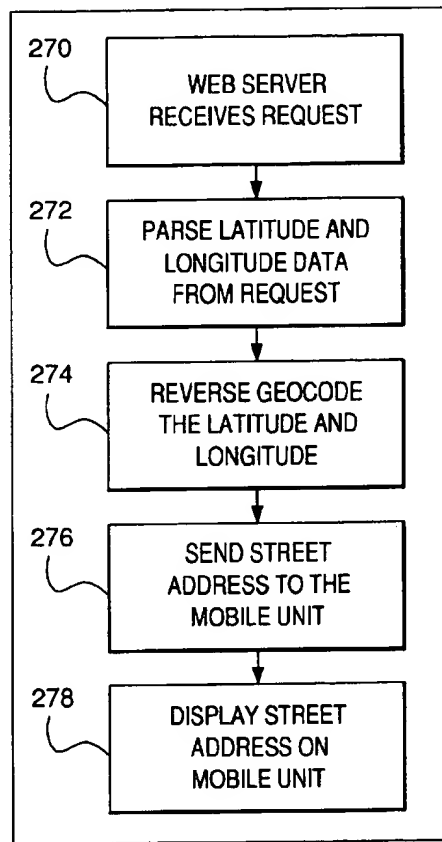 270
WEB SERVER
RECEIVES REQUEST
272
PARSE LATITUDE AND
LONGITUDE DATA
FROM REQUEST
274
REVERSE GEOCODE
THE LATITUDE AND
LONGITUDE
276
SEND STREET
ADDRESS TO THE
MOBILE UNIT
278
DISPLAY STREET
ADDRESS ON
MOBILE UNIT